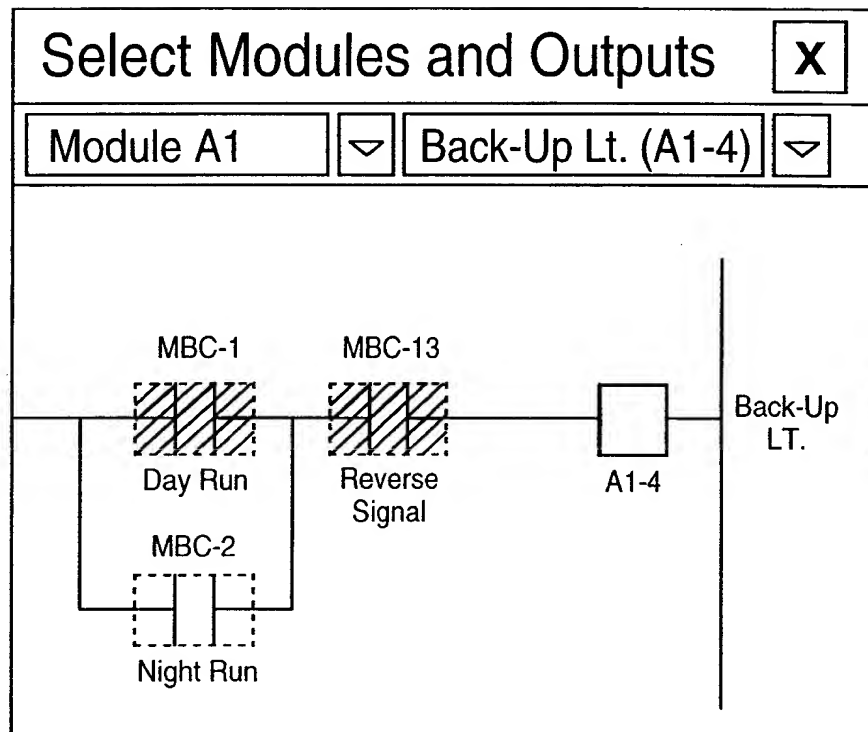 Select Modules and Outputs X
Module A1 Back-Up Lt. (A1-4)
MBC-1 MBC-13
Back-Up
LT.
Day Run Reverse
Signal
A1-4
MBC-2
Night Run